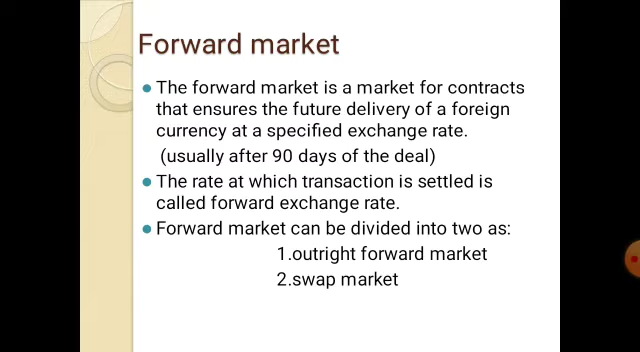 Forward market
The forward market is a market for contracts
that ensures the future delivery of a foreign
currency at a specified exchange rate.
(usually after 90 days of the deal)
The rate at which transaction is settled is
called forward exchange rate.
Forward market can be divided into two as:
1.outright forward market
2.swap market